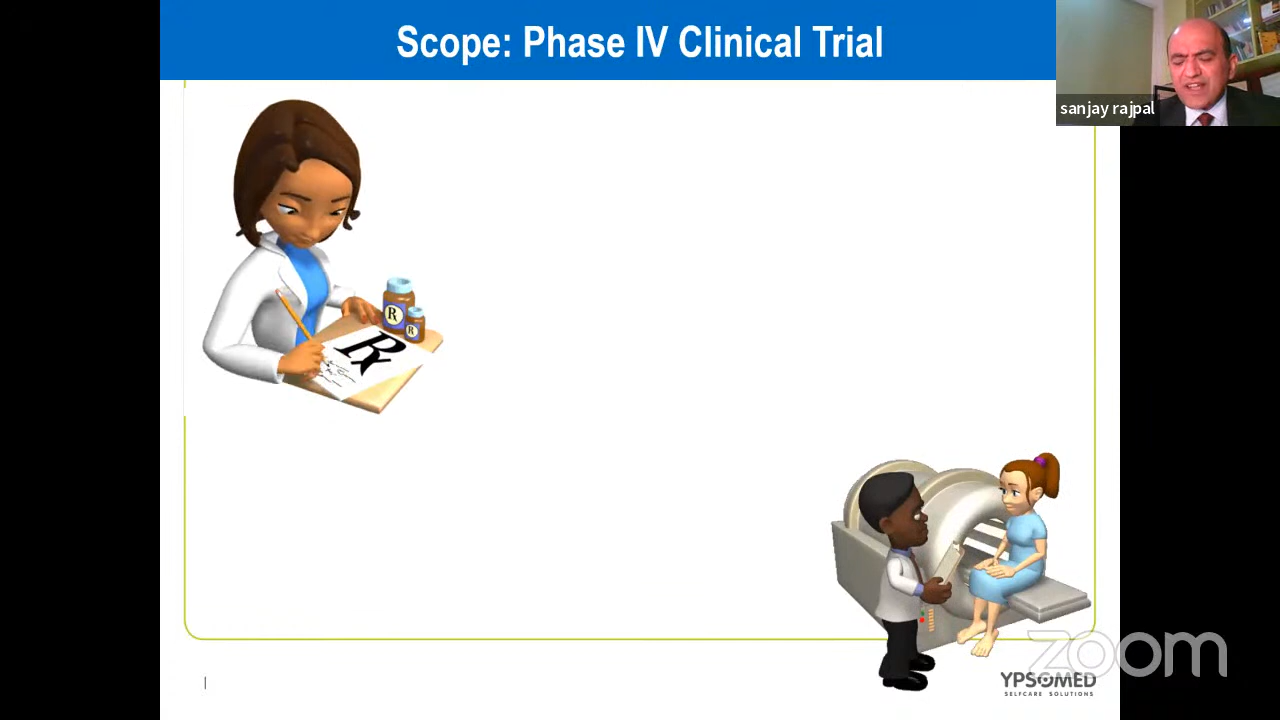 Scope: Phase IV Clinical Trial
sanjay rajpal
℞
℞
℞
zoom
YPSOMED
SELFCARE SOLUTIONS